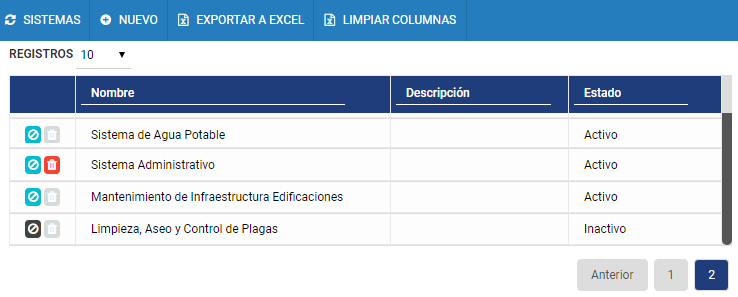 SISTEMAS NUEVO EXPORTAR A EXCEL LIMPIAR COLUMNAS
REGISTROS 10
Nombre Descripción Estado
Sistema de Agua Potable Activo
Sistema Administrativo Activo
Mantenimiento de Infraestructura Edificaciones Activo
Limpieza, Aseo y Control de Plagas Inactivo
Anterior 1 2